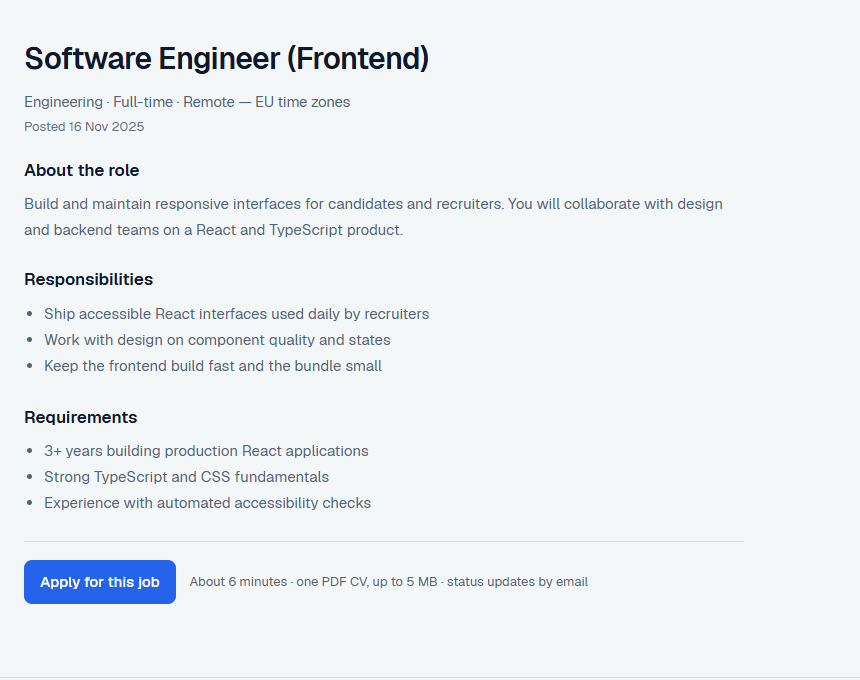 Software Engineer (Frontend)
Engineering · Full-time · Remote — EU time zones
Posted 16 Nov 2025
About the role
Build and maintain responsive interfaces for candidates and recruiters. You will collaborate with design
and backend teams on a React and TypeScript product.
Responsibilities
• Ship accessible React interfaces used daily by recruiters
• Work with design on component quality and states
• Keep the frontend build fast and the bundle small
Requirements
• 3+ years building production React applications
• Strong TypeScript and CSS fundamentals
• Experience with automated accessibility checks
Apply for this job
About 6 minutes · one PDF CV, up to 5 MB · status updates by email